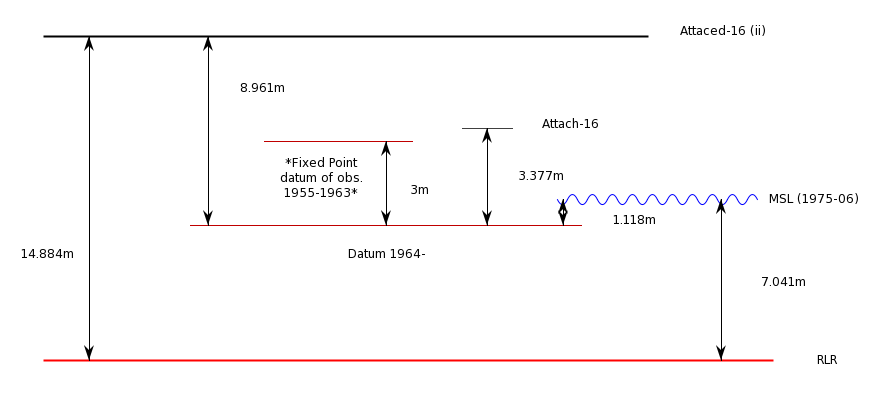 Attaced-16 (ii)
8.961m
Attach-16
*Fixed Point
datum of obs.
1955-1963*
3m
3.377m
MSL (1975-06)
1.118m
Datum 1964-
14.884m
7.041m
RLR